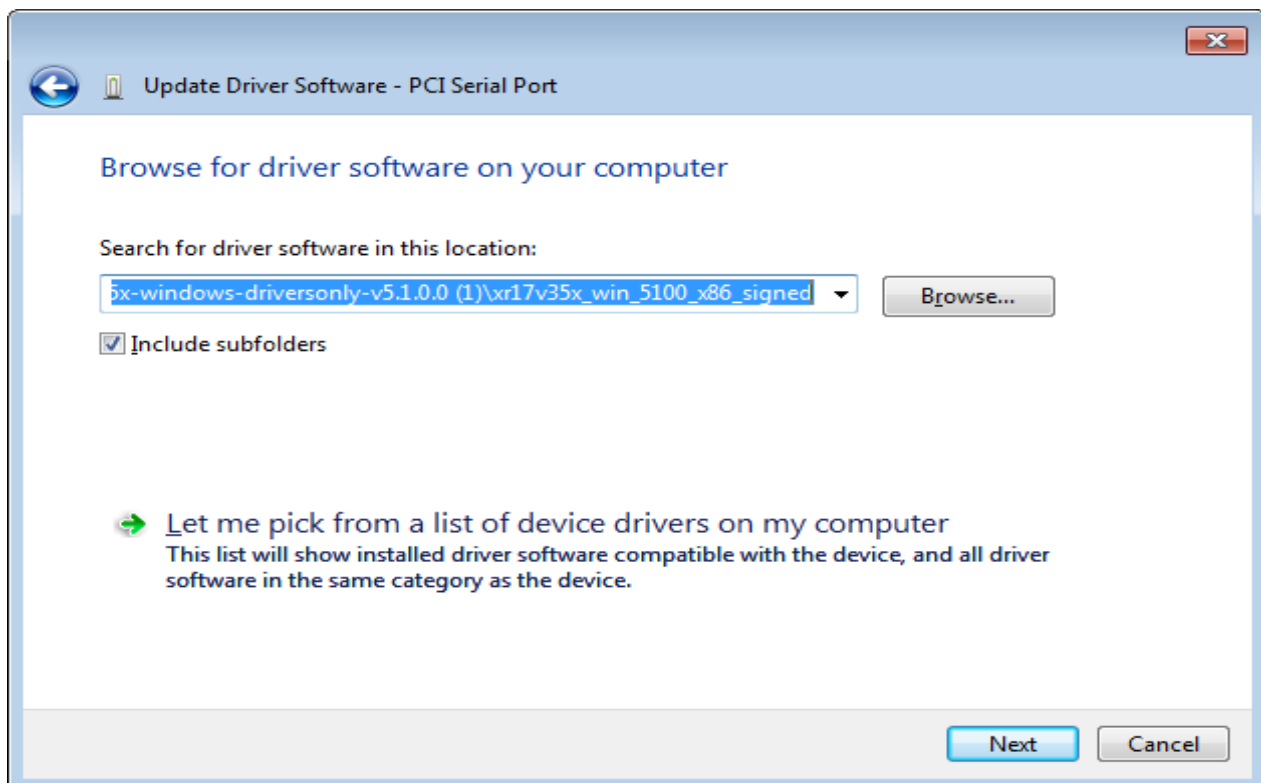 Update Driver Software - PCI Serial Port
Browse for driver software on your computer
Search for driver software in this location:
5x-windows-driversonly-v5.1.0.0 (1)\xr17v35x_win_5100_x86_signed
Browse...
Include subfolders
Let me pick from a list of device drivers on my computer
This list will show installed driver software compatible with the device, and all driver
software in the same category as the device.
Next
Cancel